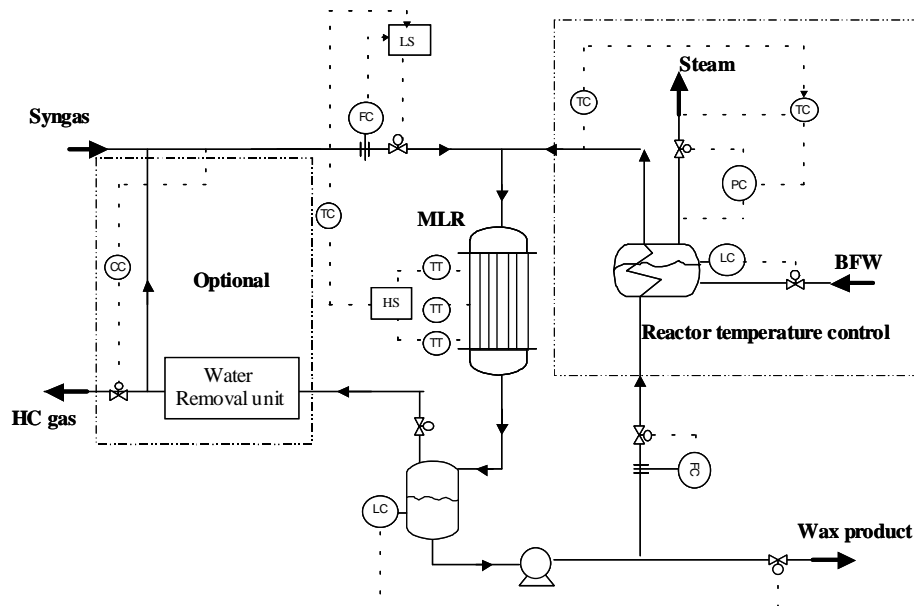 LS
Steam
TC
TC
FC
Syngas
PC
TC
MLR
LC
BFW
CC
Optional
TT
HS
TT
TT
Reactor temperature control
Water
Removal unit
HC gas
FC
LC
Wax product